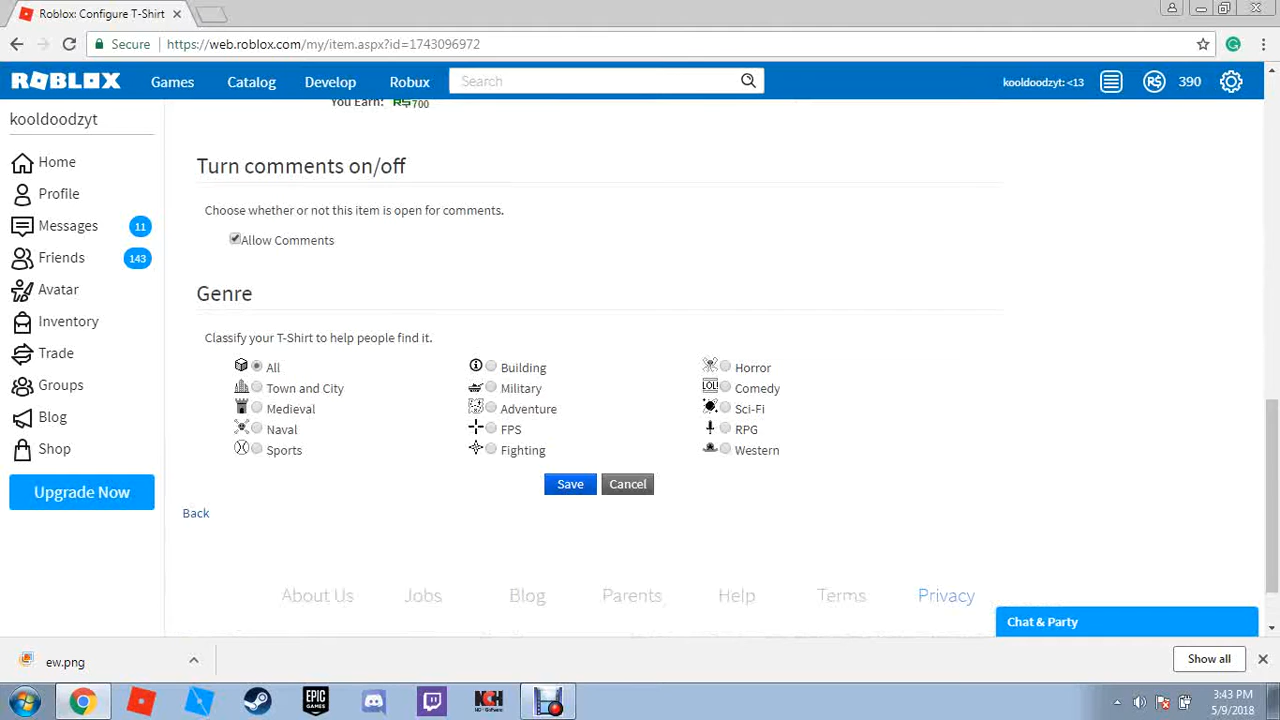 Roblox: Configure T-Shirt
Secure https://web.roblox.com/my/item.aspx?id=1743096972
ROBLOX Games Catalog Develop Robux Search kooldoodzyt: <13 R$ 390
kooldoodzyt
Home
Profile
Messages 11
Friends 143
Avatar
Inventory
Trade
Groups
Blog
Shop
Upgrade Now
You Earn: R$ 700
Turn comments on/off
Choose whether or not this item is open for comments.
Allow Comments
Genre
Classify your T-Shirt to help people find it.
All Building Horror
Town and City Military LOL Comedy
Medieval Adventure Sci-Fi
Naval FPS RPG
Sports Fighting Western
Save Cancel
Back
About Us Jobs Blog Parents Help Terms Privacy
Chat & Party
ew.png Show all
EPIC GAMES NCH
3:43 PM
5/9/2018